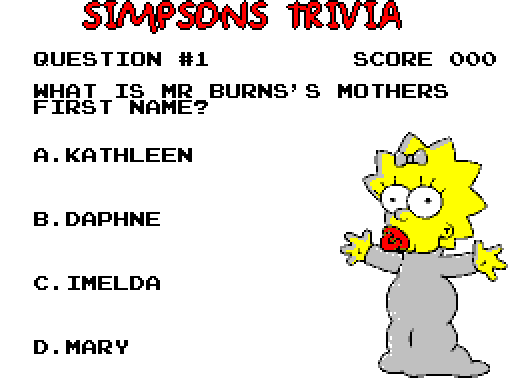 SIMPSONS TRIVIA
QUESTION #1 SCORE 000
WHAT IS MR BURNS'S MOTHERS
FIRST NAME?
A.KATHLEEN
B.DAPHNE
C.IMELDA
D.MARY